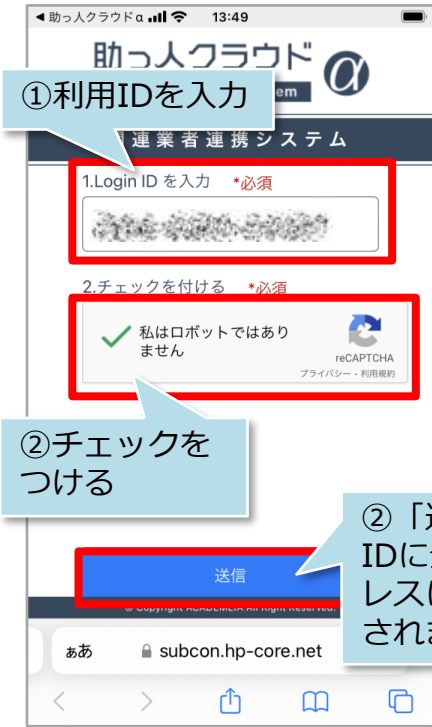 助っ人クラウドα 13:49
助っ人クラウド α
em
①利用IDを入力
連業者連携システム
1.Login ID を入力 *必須
2.チェックを付ける *必須
私はロボットではあり
ません
reCAPTCHA
プライバシー・利用規約
②チェックを
つける
②「
IDに
レスに
され
送信
© Copyright ACADEMEIA All Right Reserved.
ぁあ subcon.hp-core.net